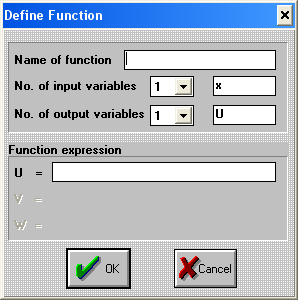 Define Function
Name of function
No. of input variables 1 x
No. of output variables 1 U
Function expression
U =
V =
W =
OK Cancel